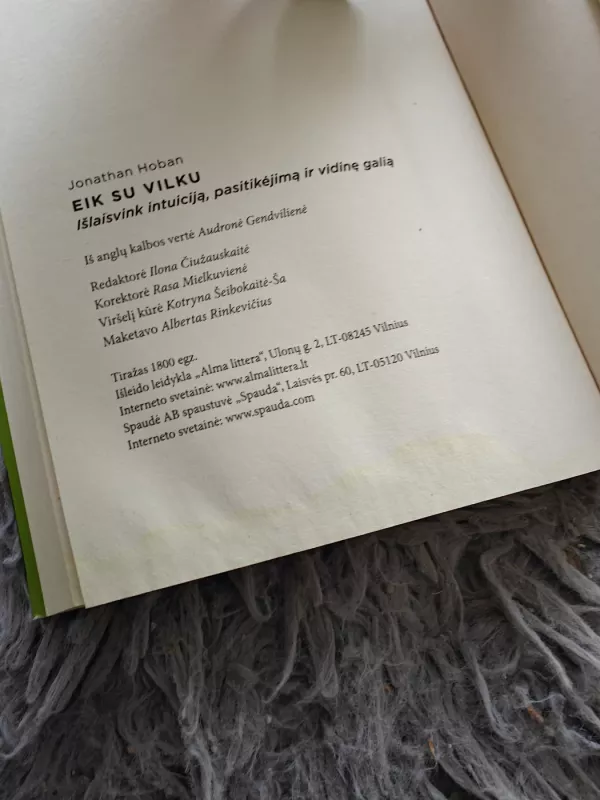 Jonathan Hoban
EIK SU VILKU
Išlaisvink intuiciją, pasitikėjimą ir vidinę galią
Iš anglų kalbos vertė Audronė Gendvilienė
Redaktorė Ilona Čiužauskaitė
Korektorė Rasa Mielkuvienė
Viršelį kūrė Kotryna Šeibokaitė-Ša
Maketavo Albertas Rinkevičius
Tiražas 1800 egz.
Išleido leidykla „Alma littera“, Ulonų g. 2, LT-08245 Vilnius
Interneto svetainė: www.almalittera.lt
Spaudė AB spaustuvė „Spauda“, Laisvės pr. 60, LT-05120 Vilnius
Interneto svetainė: www.spauda.com